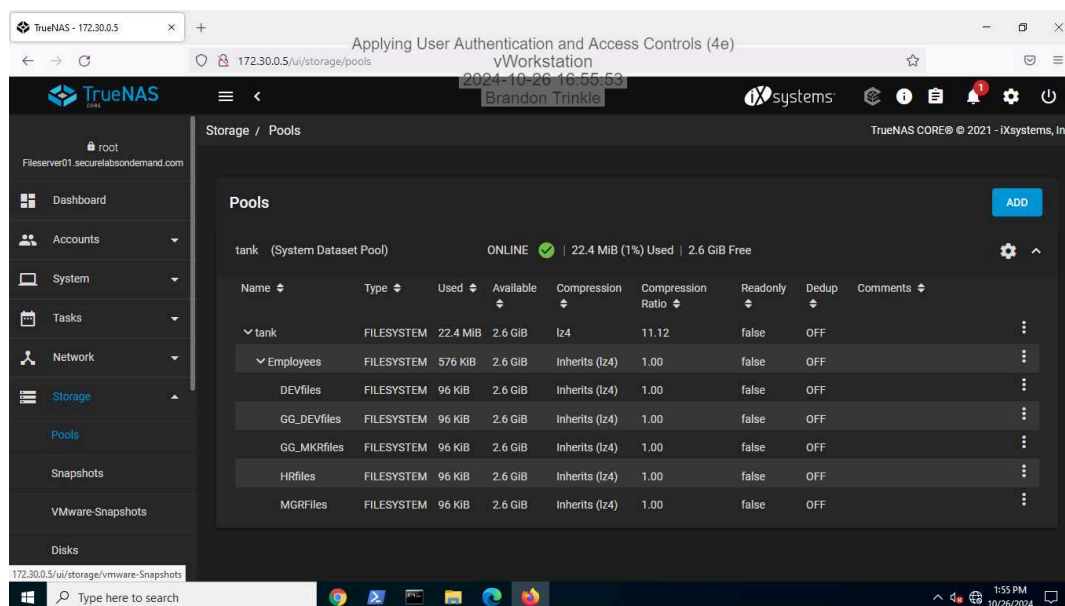 TrueNAS - 172.30.0.5
Applying User Authentication and Access Controls (4e)
172.30.0.5/ui/storage/pools
vWorkstation
2024-10-26 16:55:53
Brandon Trinkle
TrueNAS
CORE
iXsystems
1
Storage / Pools
TrueNAS CORE® © 2021 - iXsystems, In
root
Fileserver01.securelabsondemand.com
Dashboard
Accounts
System
Tasks
Network
Storage
Pools
Snapshots
VMware-Snapshots
Disks
Pools
ADD
tank (System Dataset Pool) ONLINE | 22.4 MiB (1%) Used | 2.6 GiB Free
Name Type Used Available Compression Compression Ratio Readonly Dedup Comments
tank FILESYSTEM 22.4 MiB 2.6 GiB lz4 11.12 false OFF
Employees FILESYSTEM 576 KiB 2.6 GiB Inherits (lz4) 1.00 false OFF
DEVfiles FILESYSTEM 96 KiB 2.6 GiB Inherits (lz4) 1.00 false OFF
GG_DEVfiles FILESYSTEM 96 KiB 2.6 GiB Inherits (lz4) 1.00 false OFF
GG_MKRfiles FILESYSTEM 96 KiB 2.6 GiB Inherits (lz4) 1.00 false OFF
HRfiles FILESYSTEM 96 KiB 2.6 GiB Inherits (lz4) 1.00 false OFF
MGRFiles FILESYSTEM 96 KiB 2.6 GiB Inherits (lz4) 1.00 false OFF
172.30.0.5/ui/storage/vmware-Snapshots
Type here to search
1:55 PM
10/26/2024